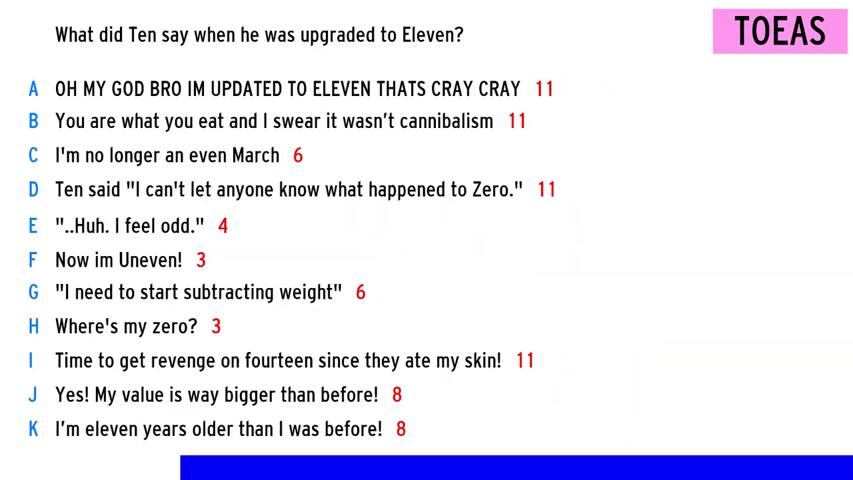 What did Ten say when he was upgraded to Eleven?
TOEAS
A OH MY GOD BRO IM UPDATED TO ELEVEN THATS CRAY CRAY 11
B You are what you eat and I swear it wasn't cannibalism 11
C I'm no longer an even March 6
D Ten said "I can't let anyone know what happened to Zero." 11
E "..Huh. I feel odd." 4
F Now im Uneven! 3
G "I need to start subtracting weight" 6
H Where's my zero? 3
I Time to get revenge on fourteen since they ate my skin! 11
J Yes! My value is way bigger than before! 8
K I'm eleven years older than I was before! 8